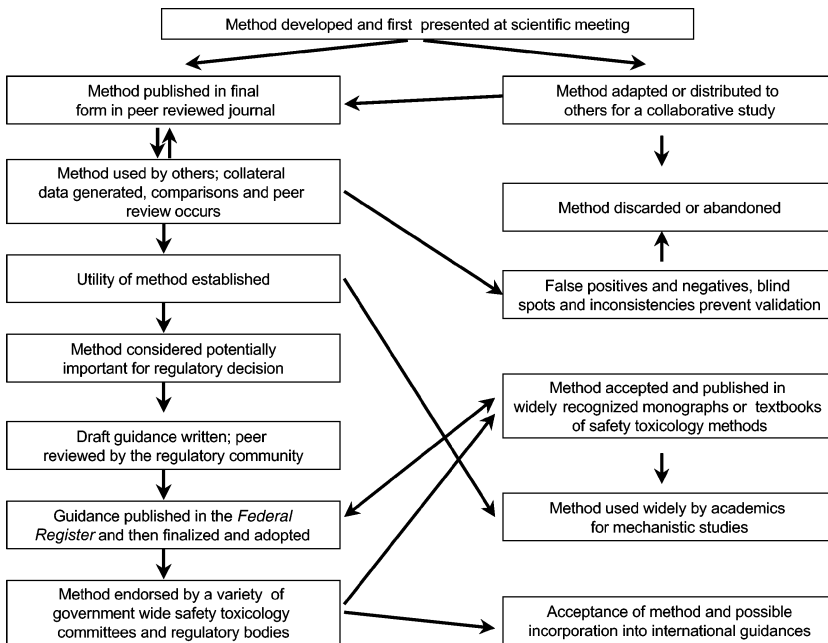 Method developed and first presented at scientific meeting
Method published in final
form in peer reviewed journal
Method adapted or distributed to
others for a collaborative study
Method used by others; collateral
data generated, comparisons and peer
review occurs
Method discarded or abandoned
Utility of method established
False positives and negatives, blind
spots and inconsistencies prevent validation
Method considered potentially
important for regulatory decision
Method accepted and published in
widely recognized monographs or textbooks
of safety toxicology methods
Draft guidance written; peer
reviewed by the regulatory community
Guidance published in the Federal
Register and then finalized and adopted
Method used widely by academics
for mechanistic studies
Method endorsed by a variety of
government wide safety toxicology
committees and regulatory bodies
Acceptance of method and possible
incorporation into international guidances